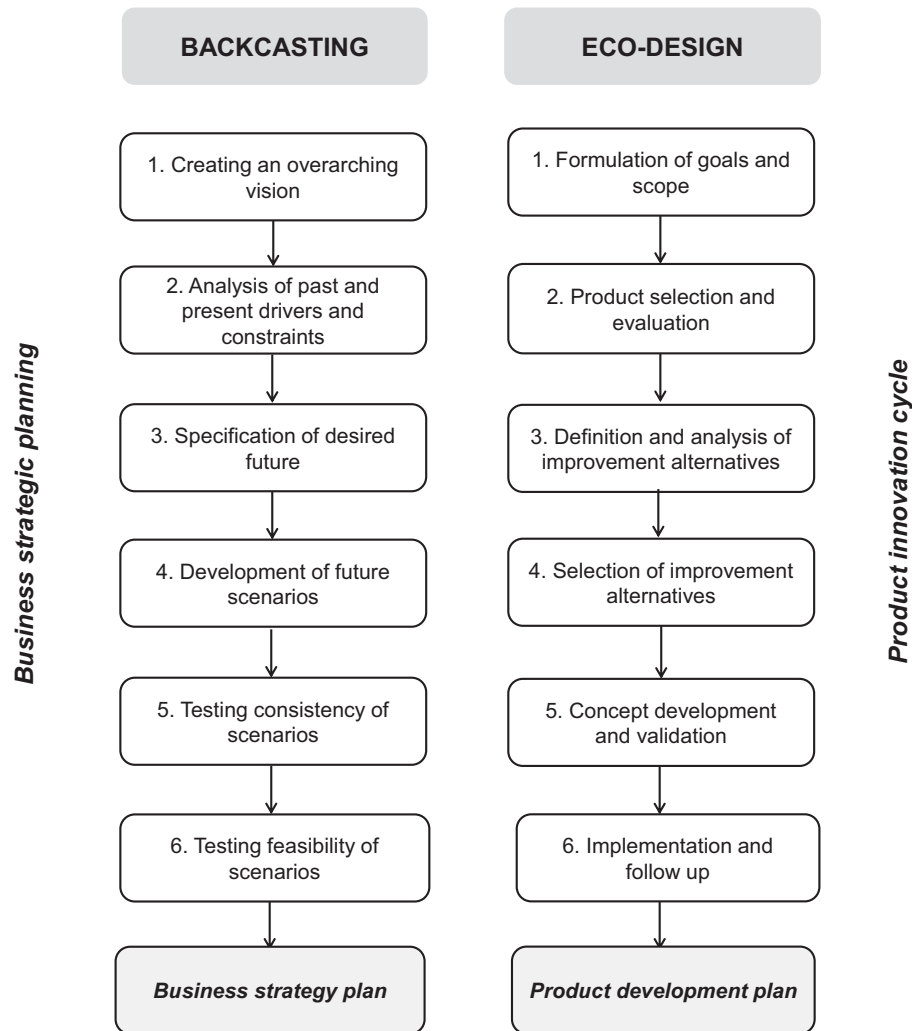 BACKCASTING
ECO-DESIGN
Business strategic planning
1. Creating an overarching
vision
2. Analysis of past and
present drivers and
constraints
3. Specification of desired
future
4. Development of future
scenarios
5. Testing consistency of
scenarios
6. Testing feasibility of
scenarios
Business strategy plan
1. Formulation of goals and
scope
2. Product selection and
evaluation
3. Definition and analysis of
improvement alternatives
4. Selection of improvement
alternatives
5. Concept development
and validation
6. Implementation and
follow up
Product development plan
Product innovation cycle